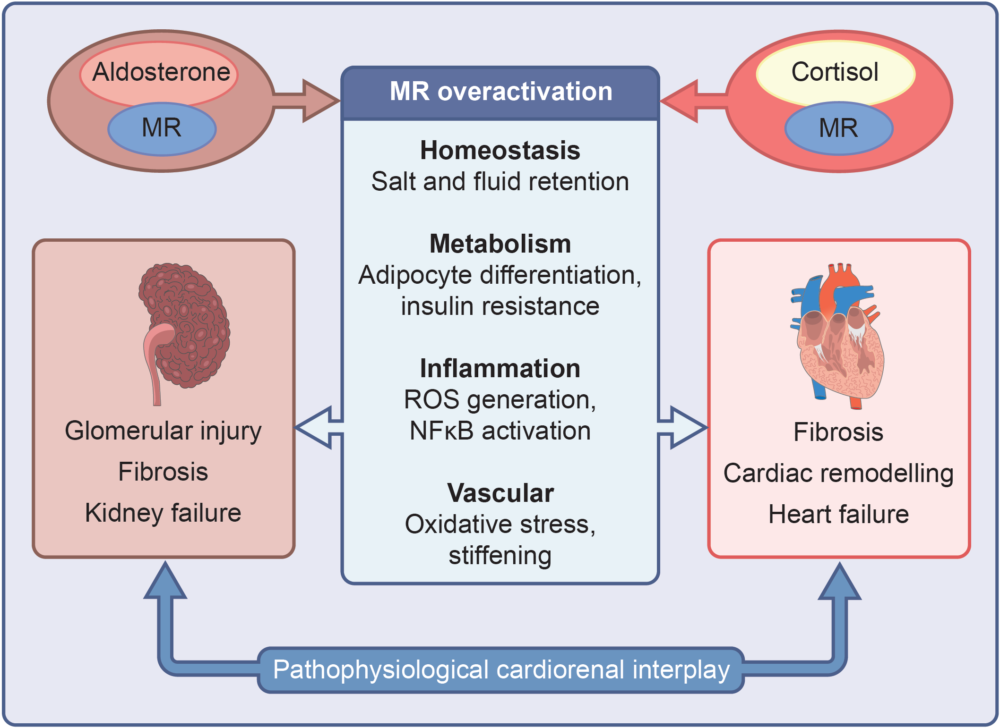 Aldosterone
MR
Cortisol
MR
MR overactivation
Homeostasis
Salt and fluid retention
Metabolism
Adipocyte differentiation,
insulin resistance
Inflammation
ROS generation,
NFκB activation
Vascular
Oxidative stress,
stiffening
Glomerular injury
Fibrosis
Kidney failure
Fibrosis
Cardiac remodelling
Heart failure
Pathophysiological cardiorenal interplay